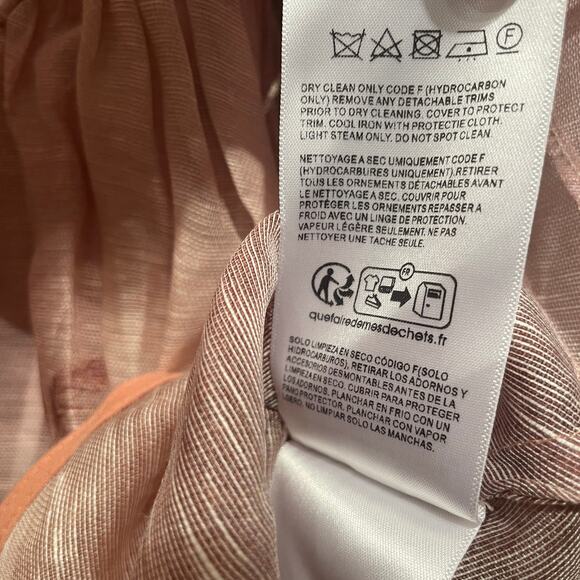 F
DRY CLEAN ONLY CODE F (HYDROCARBON
ONLY) REMOVE ANY DETACHABLE TRIMS
PRIOR TO DRY CLEANING. COVER TO PROTECT
TRIM. COOL IRON WITH PROTECTIE CLOTH.
LIGHT STEAM ONLY. DO NOT SPOT CLEAN.
NETTOYAGE A SEC UMIQUEMENT CODE F
(HYDROCARBURES UNIQUEMENT).RETIRER
TOUS LES ORNEMENTS DÉTACHABLES AVANT
LE NETTOYAGE A SEC. COUVRIR POUR
PROTÉGER LES ORNEMENTS REPASSER A
FROID AVEC UN LINGE DE PROTECTION.
VAPEUR LÉGÈRE SEULEMENT. NE PAS
NETTOYER UNE TACHE SEULE.
FR
quefairedemesdechets.fr
SOLO LIMPIEZA EN SECO CÓDIGO F(SOLO
HIDROCARBUROS), RETIRAR LOS ADORNOS Y
ACCESORIOS DESMONTABLES ANTES DE LA
LIMPIEZA EN SECO. CUBRIR PARA PROTEGER
LOS ADORNOS. PLANCHAR EN FRIO CON UN
PANO PROTECTOR. PLANCHAR CON VAPOR
LIGERO. NO LIMPIAR SOLO LAS MANCHAS.